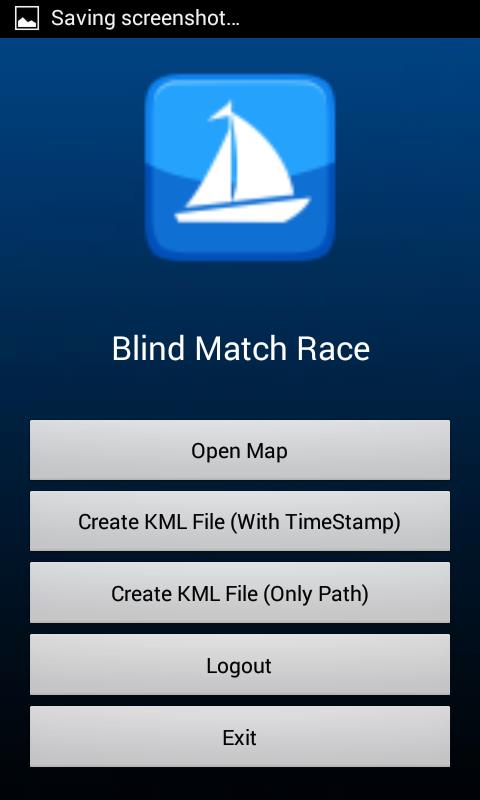 Saving screenshot...
Blind Match Race
Open Map
Create KML File (With TimeStamp)
Create KML File (Only Path)
Logout
Exit